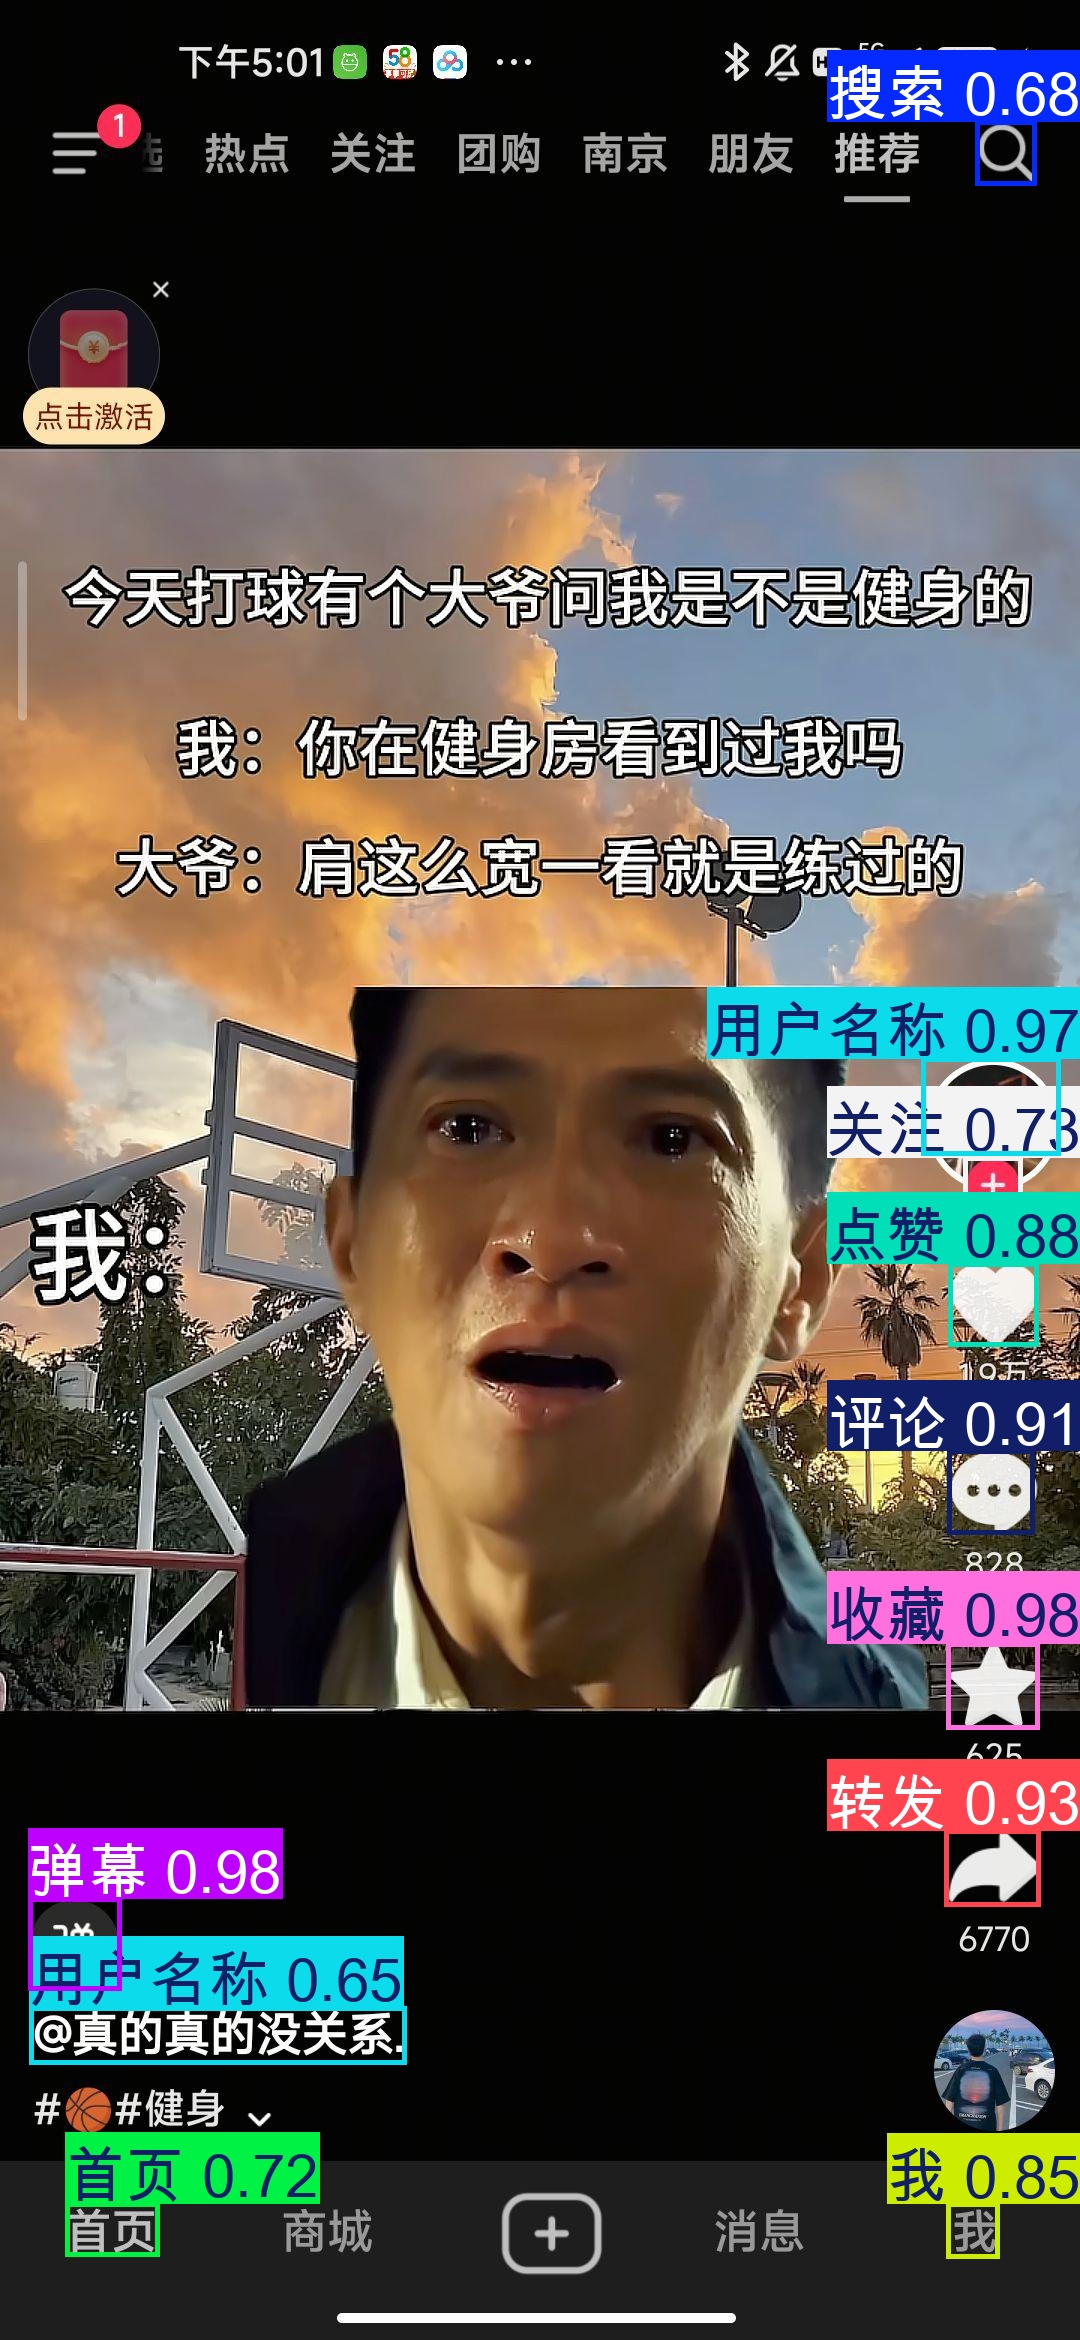 下午5:01
58
搜索 0.68
1
热点 关注 团购 南京 朋友 推荐
点击激活
今天打球有个大爷问我是不是健身的
我：你在健身房看到过我吗
大爷：肩这么宽一看就是练过的
用户名称 0.97
关注 0.73
点赞 0.88
我：
评论 0.91
828
收藏 0.98
625
转发 0.93
6770
弹幕 0.98
用户名称 0.65
@真的真的没关系.
#🏀#健身
首页 0.72
我 0.85
首页 商城 消息 我